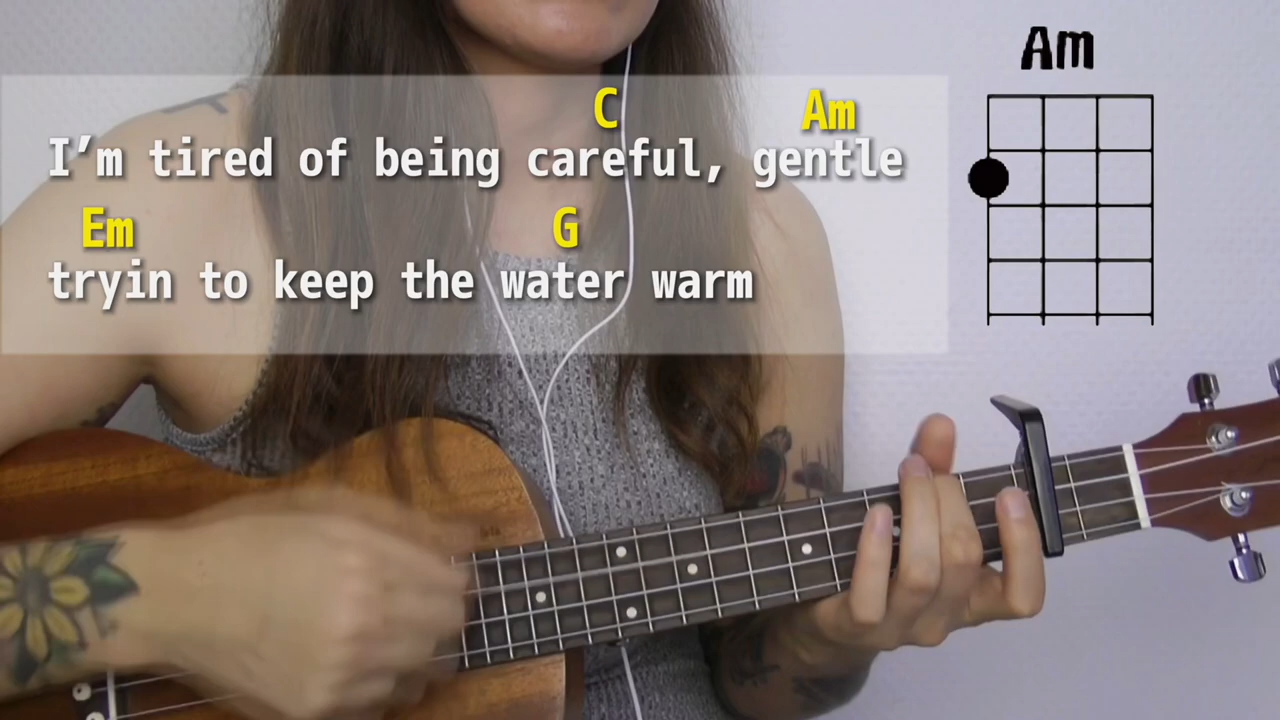 C Am
I'm tired of being careful, gentle
Em G
tryin to keep the water warm
Am